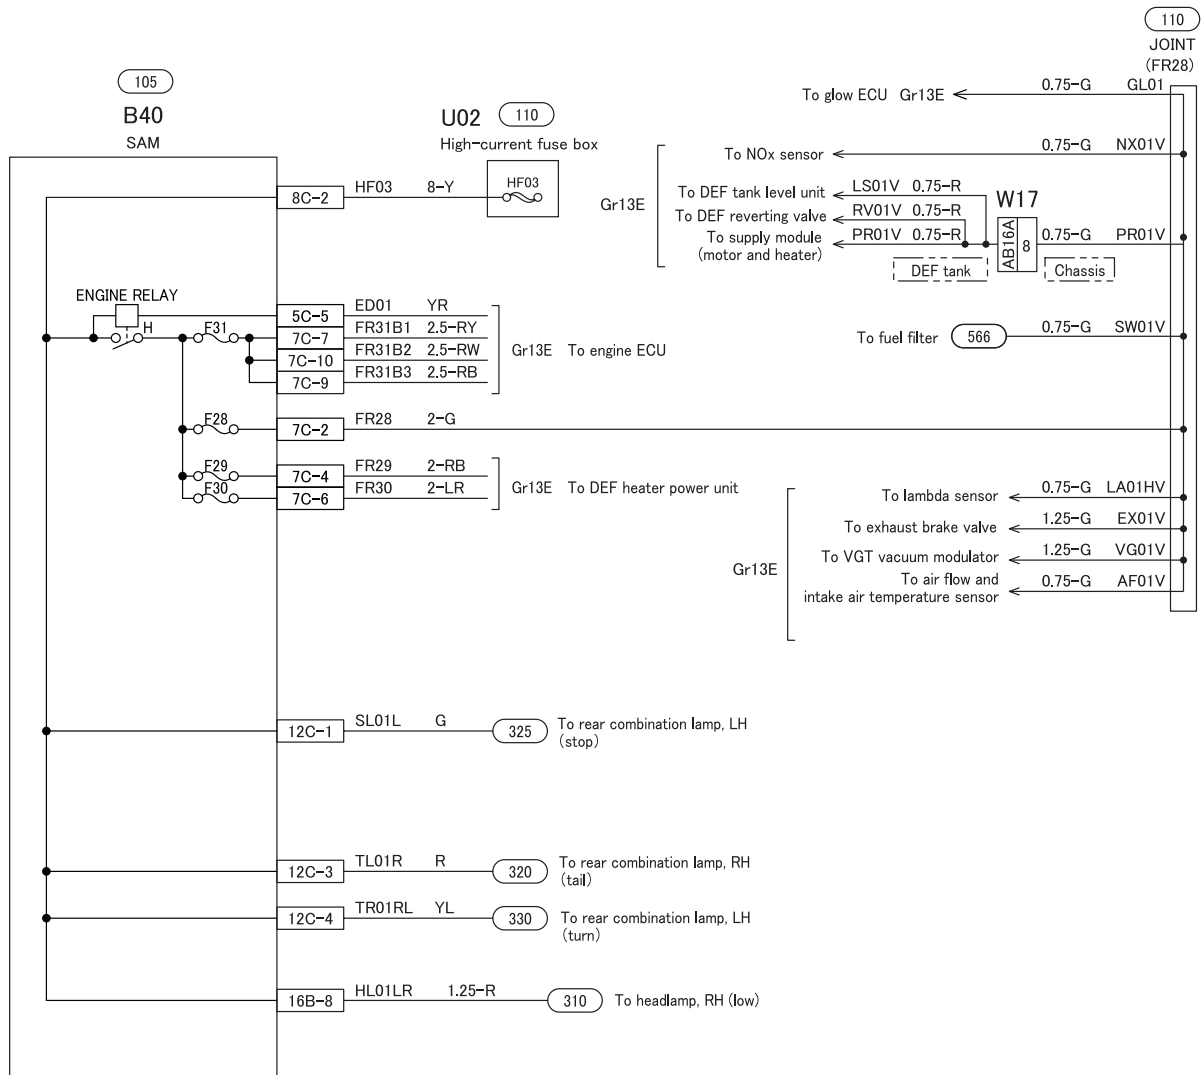 110
JOINT
(FR28)
105
B40
SAM
U02 110
High-current fuse box
HF03
8C-2 HF03 8-Y
To glow ECU Gr13E 0.75-G GL01
To NOx sensor 0.75-G NX01V
Gr13E
To DEF tank level unit LS01V 0.75-R
To DEF reverting valve RV01V 0.75-R
To supply module PR01V 0.75-R
(motor and heater)
W17
AB16A 8
0.75-G PR01V
DEF tank
Chassis
ENGINE RELAY
H
F31
5C-5 ED01 YR
7C-7 FR31B1 2.5-RY
7C-10 FR31B2 2.5-RW
7C-9 FR31B3 2.5-RB
Gr13E To engine ECU
To fuel filter 566 0.75-G SW01V
F28
7C-2 FR28 2-G
F29
7C-4 FR29 2-RB
F30
7C-6 FR30 2-LR
Gr13E To DEF heater power unit
Gr13E
To lambda sensor 0.75-G LA01HV
To exhaust brake valve 1.25-G EX01V
To VGT vacuum modulator 1.25-G VG01V
To air flow and
intake air temperature sensor 0.75-G AF01V
12C-1 SL01L G 325 To rear combination lamp, LH
(stop)
12C-3 TL01R R 320 To rear combination lamp, RH
(tail)
12C-4 TR01RL YL 330 To rear combination lamp, LH
(turn)
16B-8 HL01LR 1.25-R 310 To headlamp, RH (low)